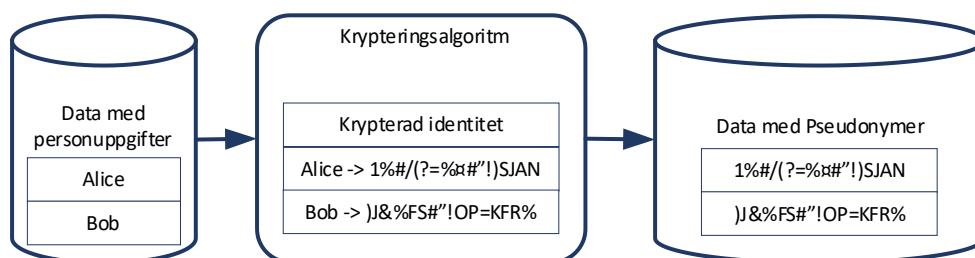 Data med
personuppgifter
Alice
Bob
Krypteringsalgoritm
Krypterad identitet
Alice -> 1%#/(?=%¤#”!)SJAN
Bob -> )J&%FS#”!OP=KFR%
Data med Pseudonymer
1%#/(?=%¤#”!)SJAN
)J&%FS#”!OP=KFR%